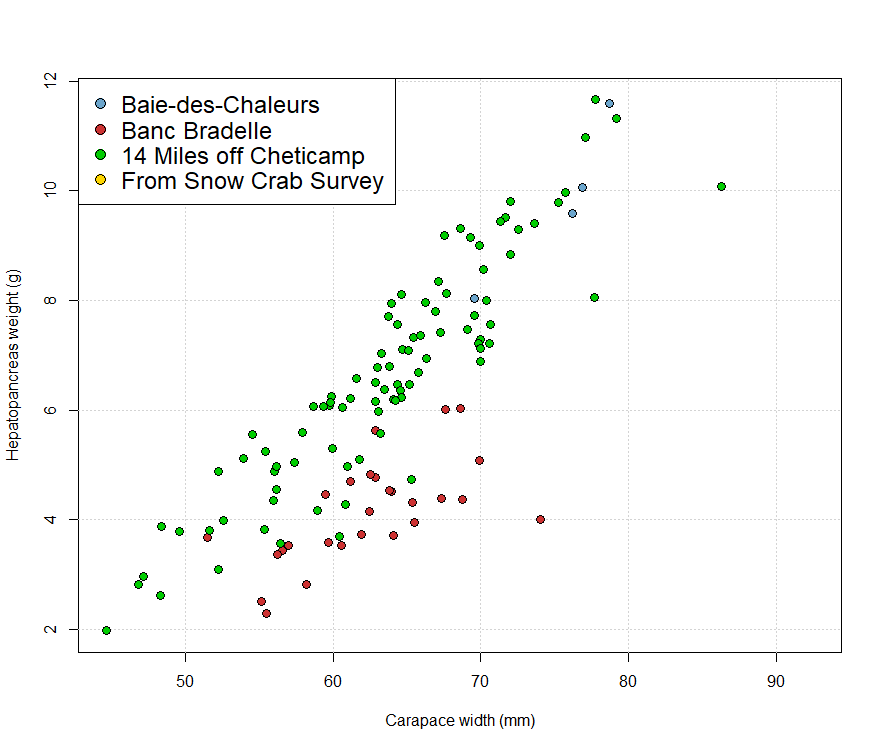 Baie-des-Chaleurs
Banc Bradelle
14 Miles off Cheticamp
From Snow Crab Survey
12
10
8
6
4
2
Hepatopancreas weight (g)
50 60 70 80 90
Carapace width (mm)